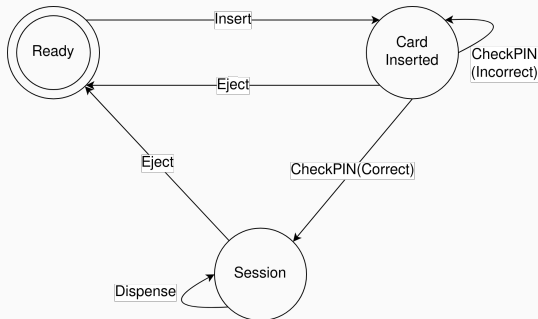 Ready
Insert
Card
Inserted
CheckPIN
(Incorrect)
Eject
Eject
CheckPIN(Correct)
Session
Dispense